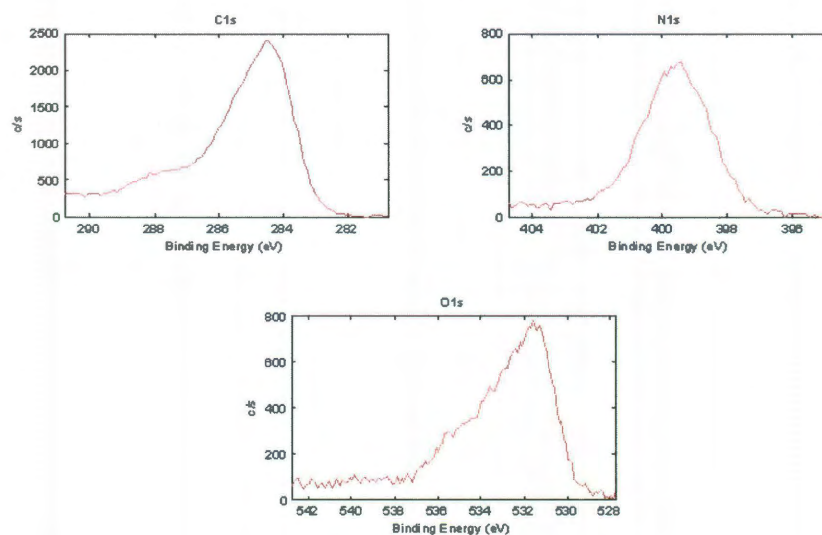 C1s
2500
2000
1500
1000
500
0
c/s
290 288 286 284 282
Binding Energy (eV)
N1s
800
600
400
200
0
c/s
404 402 400 398 396
Binding Energy (eV)
O1s
800
600
400
200
0
c/s
542 540 538 536 534 532 530 528
Binding Energy (eV)